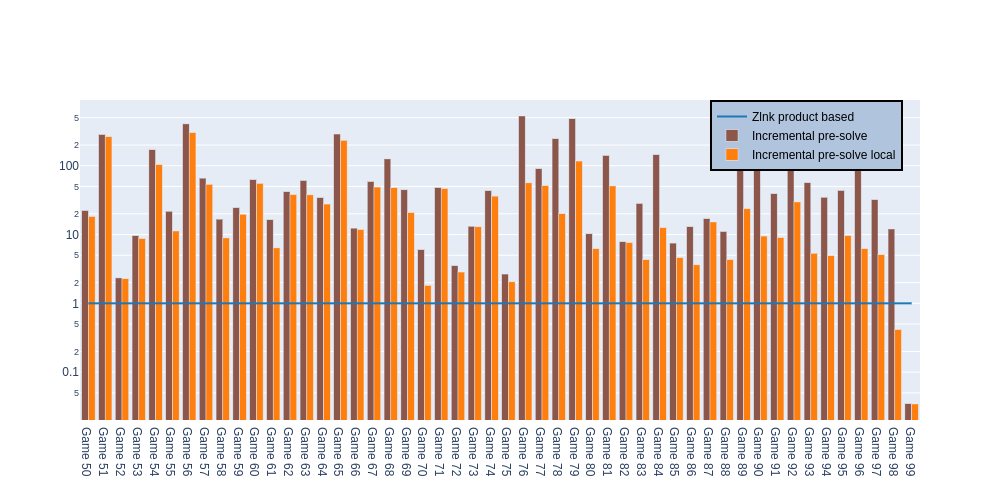 5
2
100
5
2
10
5
2
1
5
2
0.1
5
Zlnk product based
Incremental pre-solve
Incremental pre-solve local
Game 50
Game 51
Game 52
Game 53
Game 54
Game 55
Game 56
Game 57
Game 58
Game 59
Game 60
Game 61
Game 62
Game 63
Game 64
Game 65
Game 66
Game 67
Game 68
Game 69
Game 70
Game 71
Game 72
Game 73
Game 74
Game 75
Game 76
Game 77
Game 78
Game 79
Game 80
Game 81
Game 82
Game 83
Game 84
Game 85
Game 86
Game 87
Game 88
Game 89
Game 90
Game 91
Game 92
Game 93
Game 94
Game 95
Game 96
Game 97
Game 98
Game 99